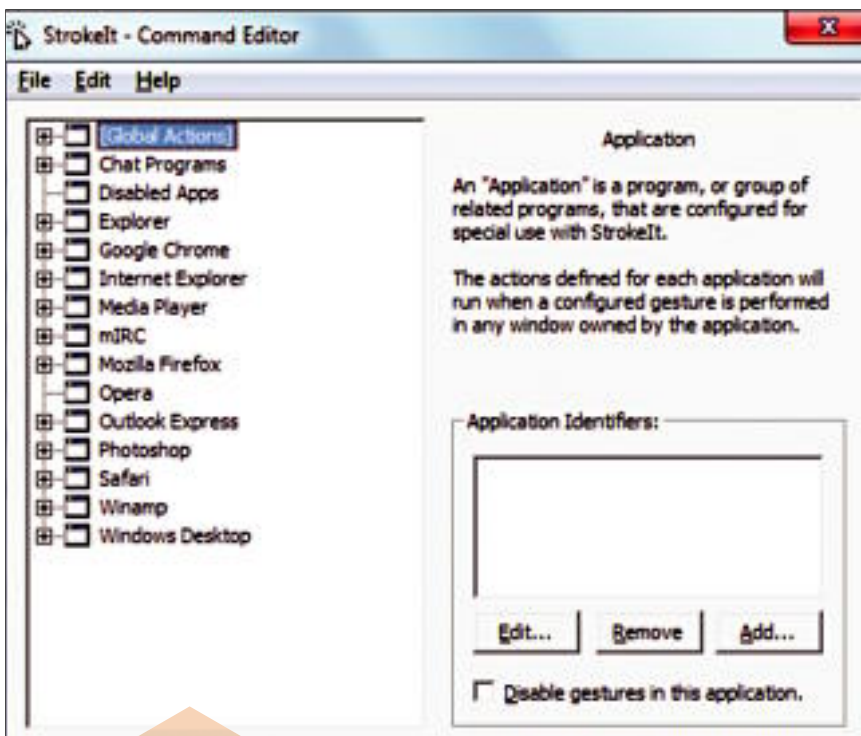 StrokeIt - Command Editor
x
File Edit Help
[Global Actions]
Chat Programs
Disabled Apps
Explorer
Google Chrome
Internet Explorer
Media Player
mIRC
Mozilla Firefox
Opera
Outlook Express
Photoshop
Safari
Winamp
Windows Desktop
Application
An "Application" is a program, or group of
related programs, that are configured for
special use with StrokeIt.
The actions defined for each application will
run when a configured gesture is performed
in any window owned by the application.
Application Identifiers:
Edit... Remove Add...
Disable gestures in this application.